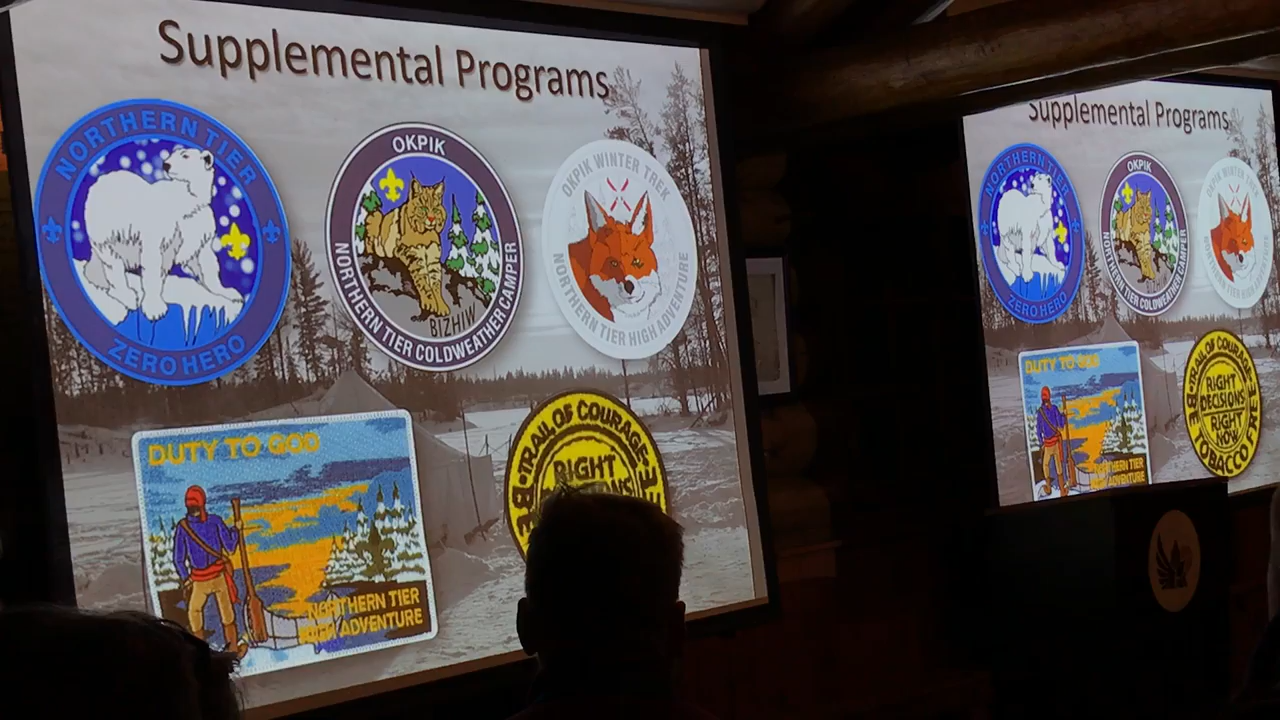 Supplemental Programs
NORTHERN TIER
ZERO HERO
OKPIK
BIZHIW
NORTHERN TIER COLDWEATHER CAMPER
OKPIK WINTER TREK
NORTHERN TIER HIGH ADVENTURE
DUTY TO GOD
NORTHERN TIER
HIGH ADVENTURE
TRAIL OF COURAGE
BE
RIGHT
Supplemental Programs
NORTHERN TIER
ZERO HERO
OKPIK
NORTHERN TIER COLDWEATHER CAMPER
OKPIK WINTER TREK
NORTHERN TIER HIGH ADVENTURE
DUTY TO GOD
NORTHERN TIER
HIGH ADVENTURE
TRAIL OF COURAGE
RIGHT
DECISIONS
RIGHT
NOW
BE TOBACCO FREE